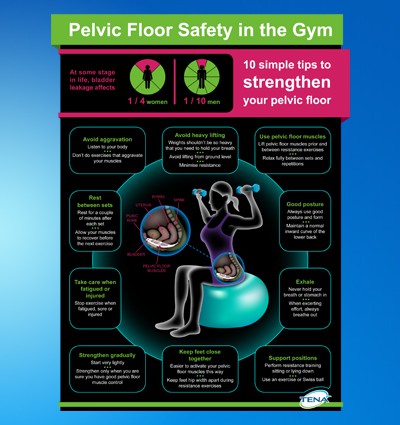 Pelvic Floor Safety in the Gym
At some stage
in life, bladder
leakage affects
1 / 4 women
1 / 10 men
10 simple tips to
strengthen
your pelvic floor
Avoid aggravation
Listen to your body
Don't do exercises that aggravate
your muscles
Avoid heavy lifting
Weights shouldn't be so heavy
that you need to hold your breath
Avoid lifting from ground level
Minimise resistance
Use pelvic floor muscles
Lift pelvic floor muscles prior and
between resistance exercises
Relax fully between sets and
repetitions
Rest
between sets
Rest for a couple
of minutes after
each set
Allow your muscles
to recover before
the next exercise
UTERUS
SPINE
PUBIC
BONE
BLADDER
PELVIC FLOOR
MUSCLES
Good posture
Always use good
posture and form
Maintain a normal
inward curve of the
lower back
Take care when
fatigued or
injured
Stop exercise when
fatigued, sore or
injured
Exhale
Never hold your
breath or stomach in
When exerting
effort, always
breathe out
Strengthen gradually
Start very lightly
Strengthen only when you are
sure you have good pelvic floor
muscle control
Keep feet close
together
Easier to activate your pelvic
floor muscles this way
Keep feet hip width apart during
resistance exercises
Support positions
Perform resistance training
sitting or lying down
Use an exercise or Swiss ball
TENA